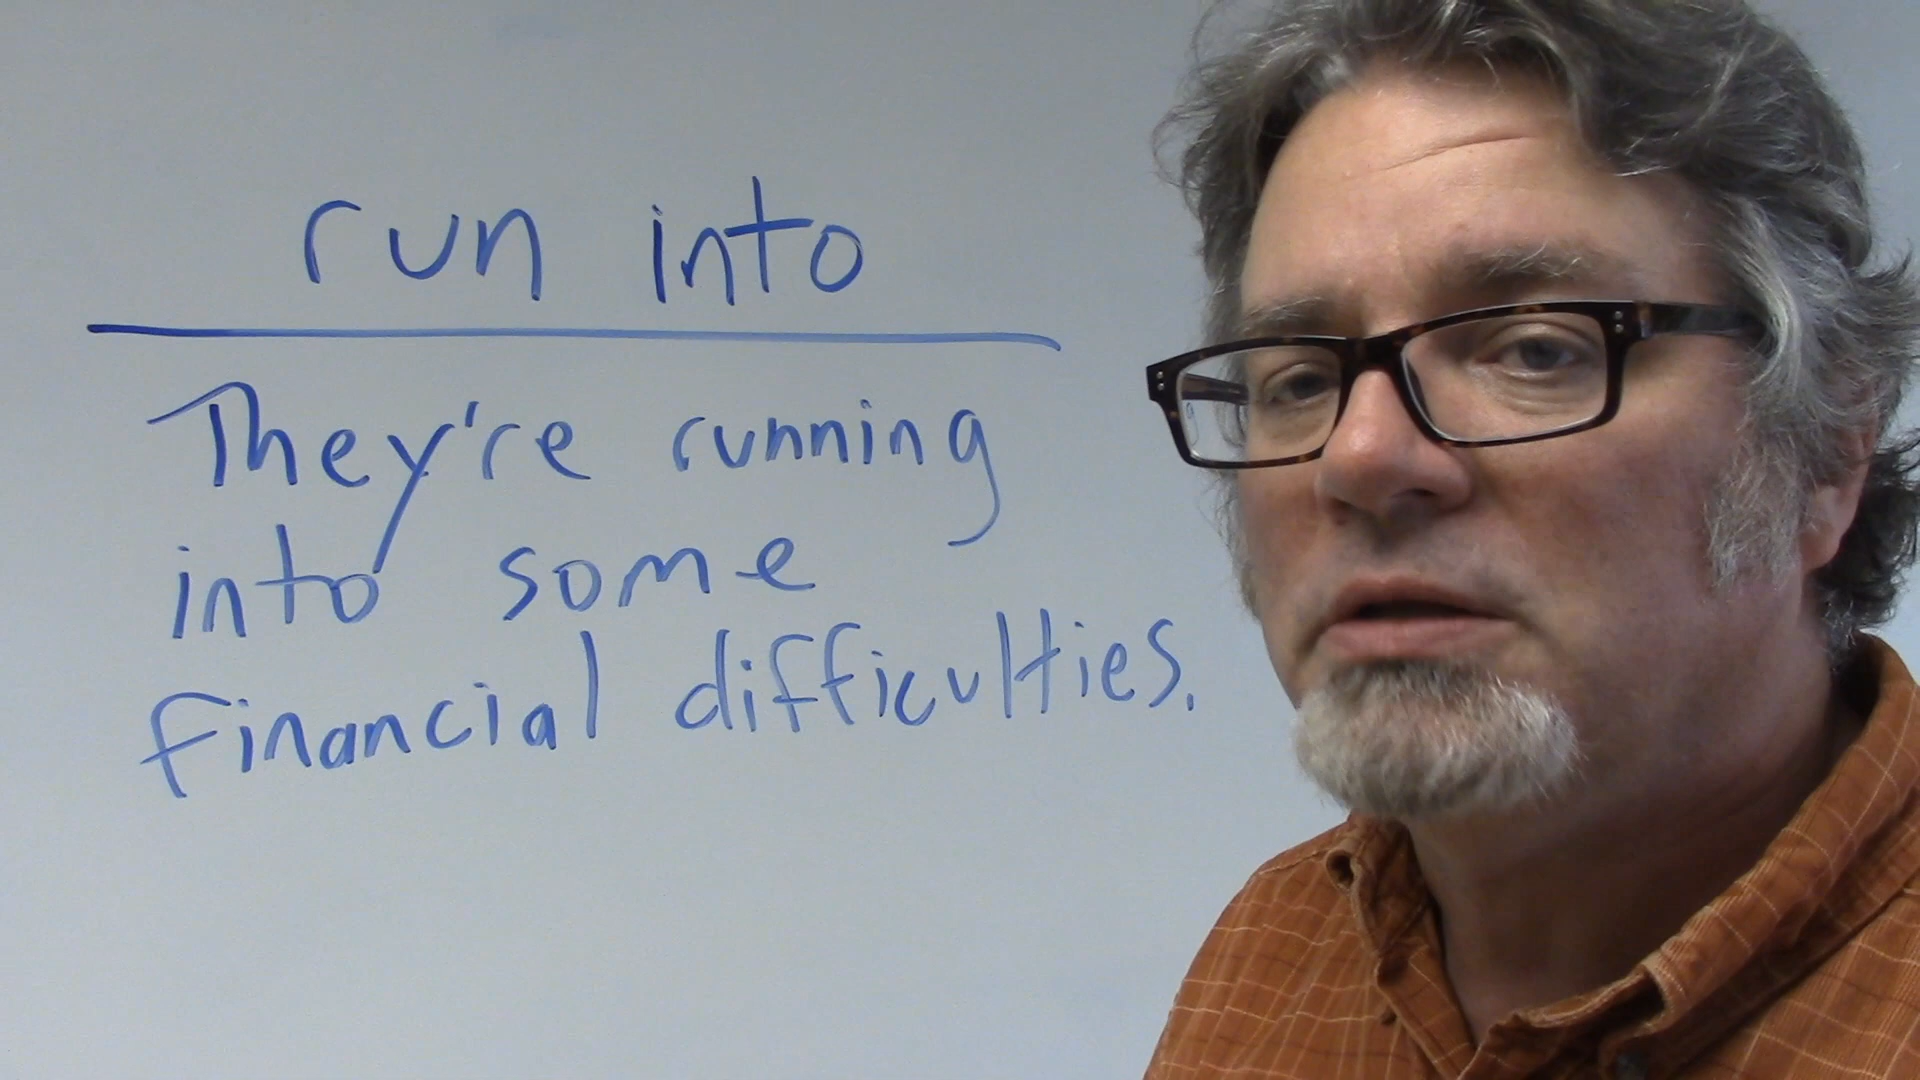 run into
They're running
into some
financial difficulties.